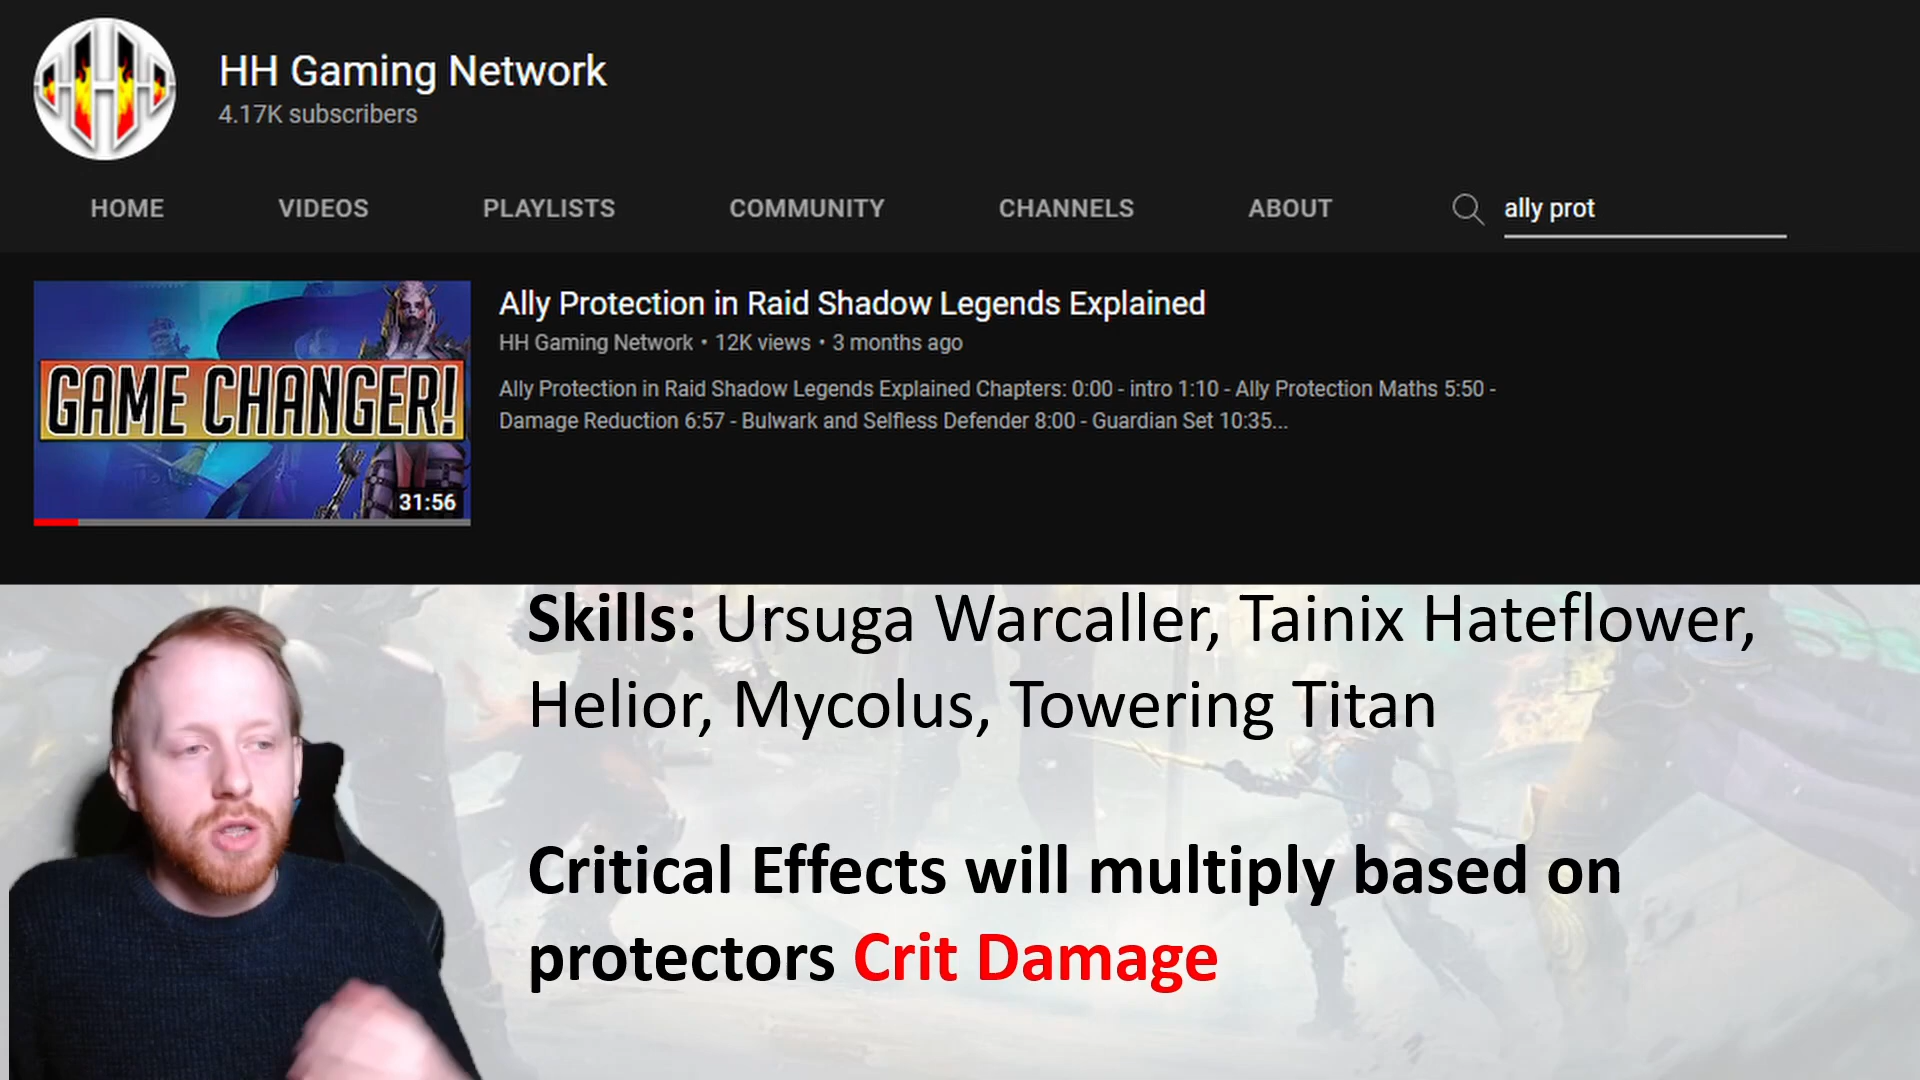 HH Gaming Network
4.17K subscribers
HOME VIDEOS PLAYLISTS COMMUNITY CHANNELS ABOUT ally prot
GAME CHANGER!
31:56
Ally Protection in Raid Shadow Legends Explained
HH Gaming Network • 12K views • 3 months ago
Ally Protection in Raid Shadow Legends Explained Chapters: 0:00 - intro 1:10 - Ally Protection Maths 5:50 -
Damage Reduction 6:57 - Bulwark and Selfless Defender 8:00 - Guardian Set 10:35...
Skills: Ursuga Warcaller, Tainix Hateflower,
Helior, Mycolus, Towering Titan
Critical Effects will multiply based on
protectors Crit Damage